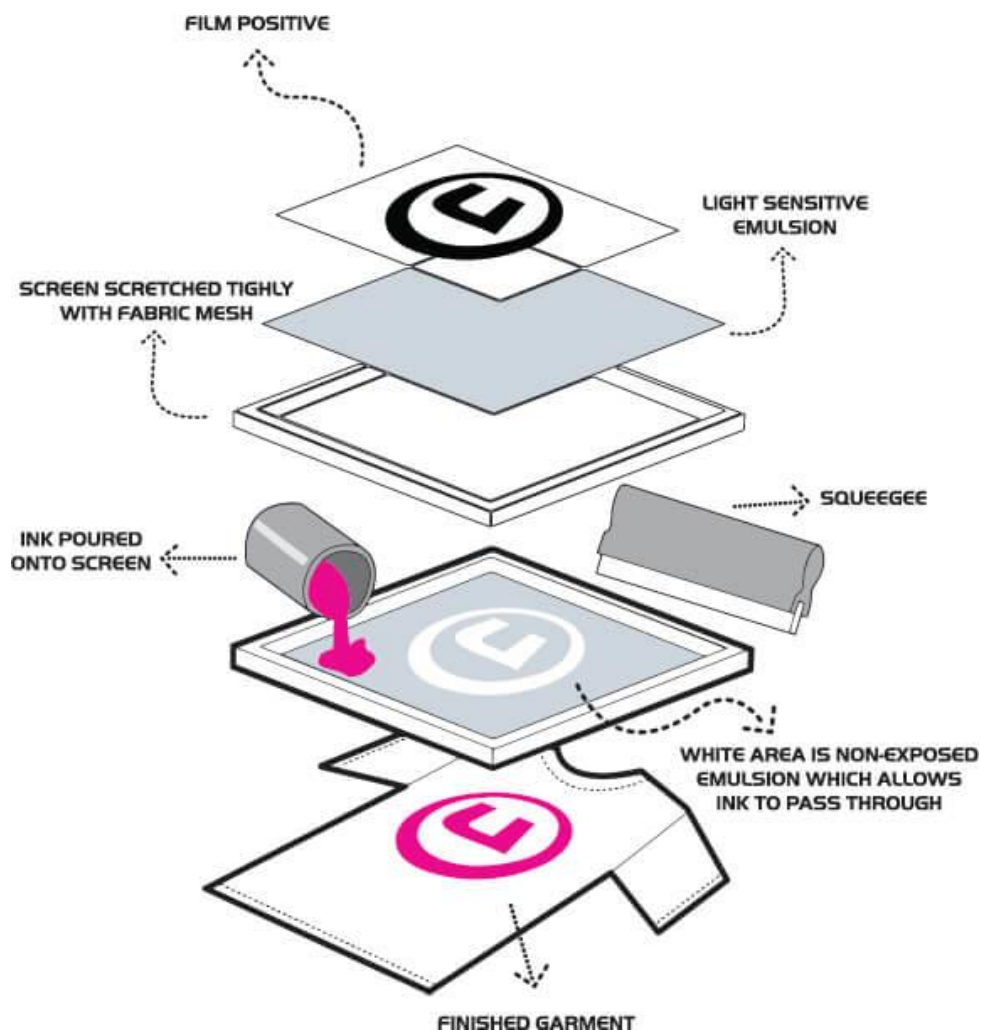 FILM POSITIVE
LIGHT SENSITIVE
EMULSION
SCREEN SCRETCHED TIGHLY
WITH FABRIC MESH
SQUEEGEE
INK POURED
ONTO SCREEN
WHITE AREA IS NON-EXPOSED
EMULSION WHICH ALLOWS
INK TO PASS THROUGH
FINISHED GARMENT